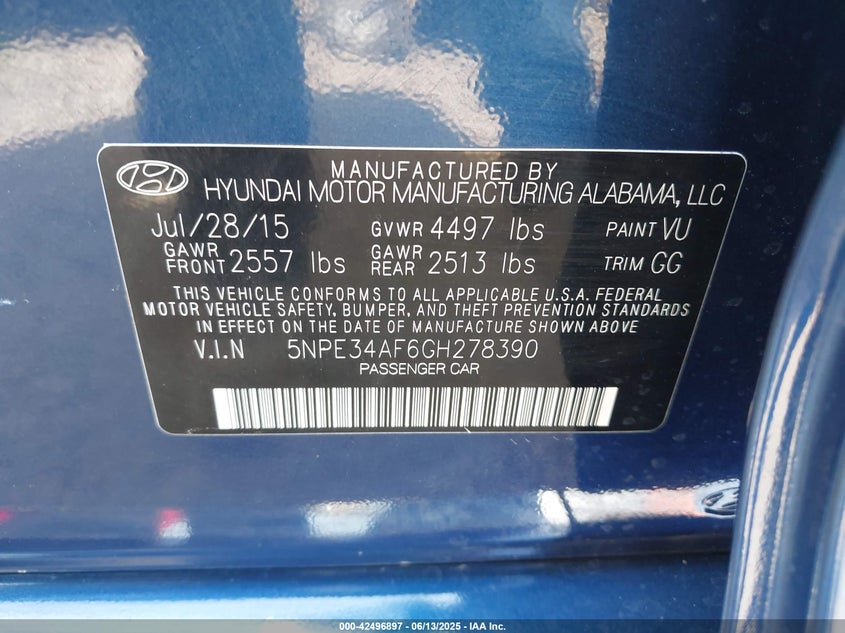 MANUFACTURED BY
HYUNDAI MOTOR MANUFACTURING ALABAMA, LLC
Jul/28/15 GVWR 4497 lbs PAINT VU
GAWR FRONT 2557 lbs GAWR REAR 2513 lbs TRIM GG
THIS VEHICLE CONFORMS TO ALL APPLICABLE U.S.A. FEDERAL
MOTOR VEHICLE SAFETY, BUMPER, AND THEFT PREVENTION STANDARDS
IN EFFECT ON THE DATE OF MANUFACTURE SHOWN ABOVE
V.I.N 5NPE34AF6GH278390
PASSENGER CAR
000-42496897 - 06/13/2025 - IAA Inc.